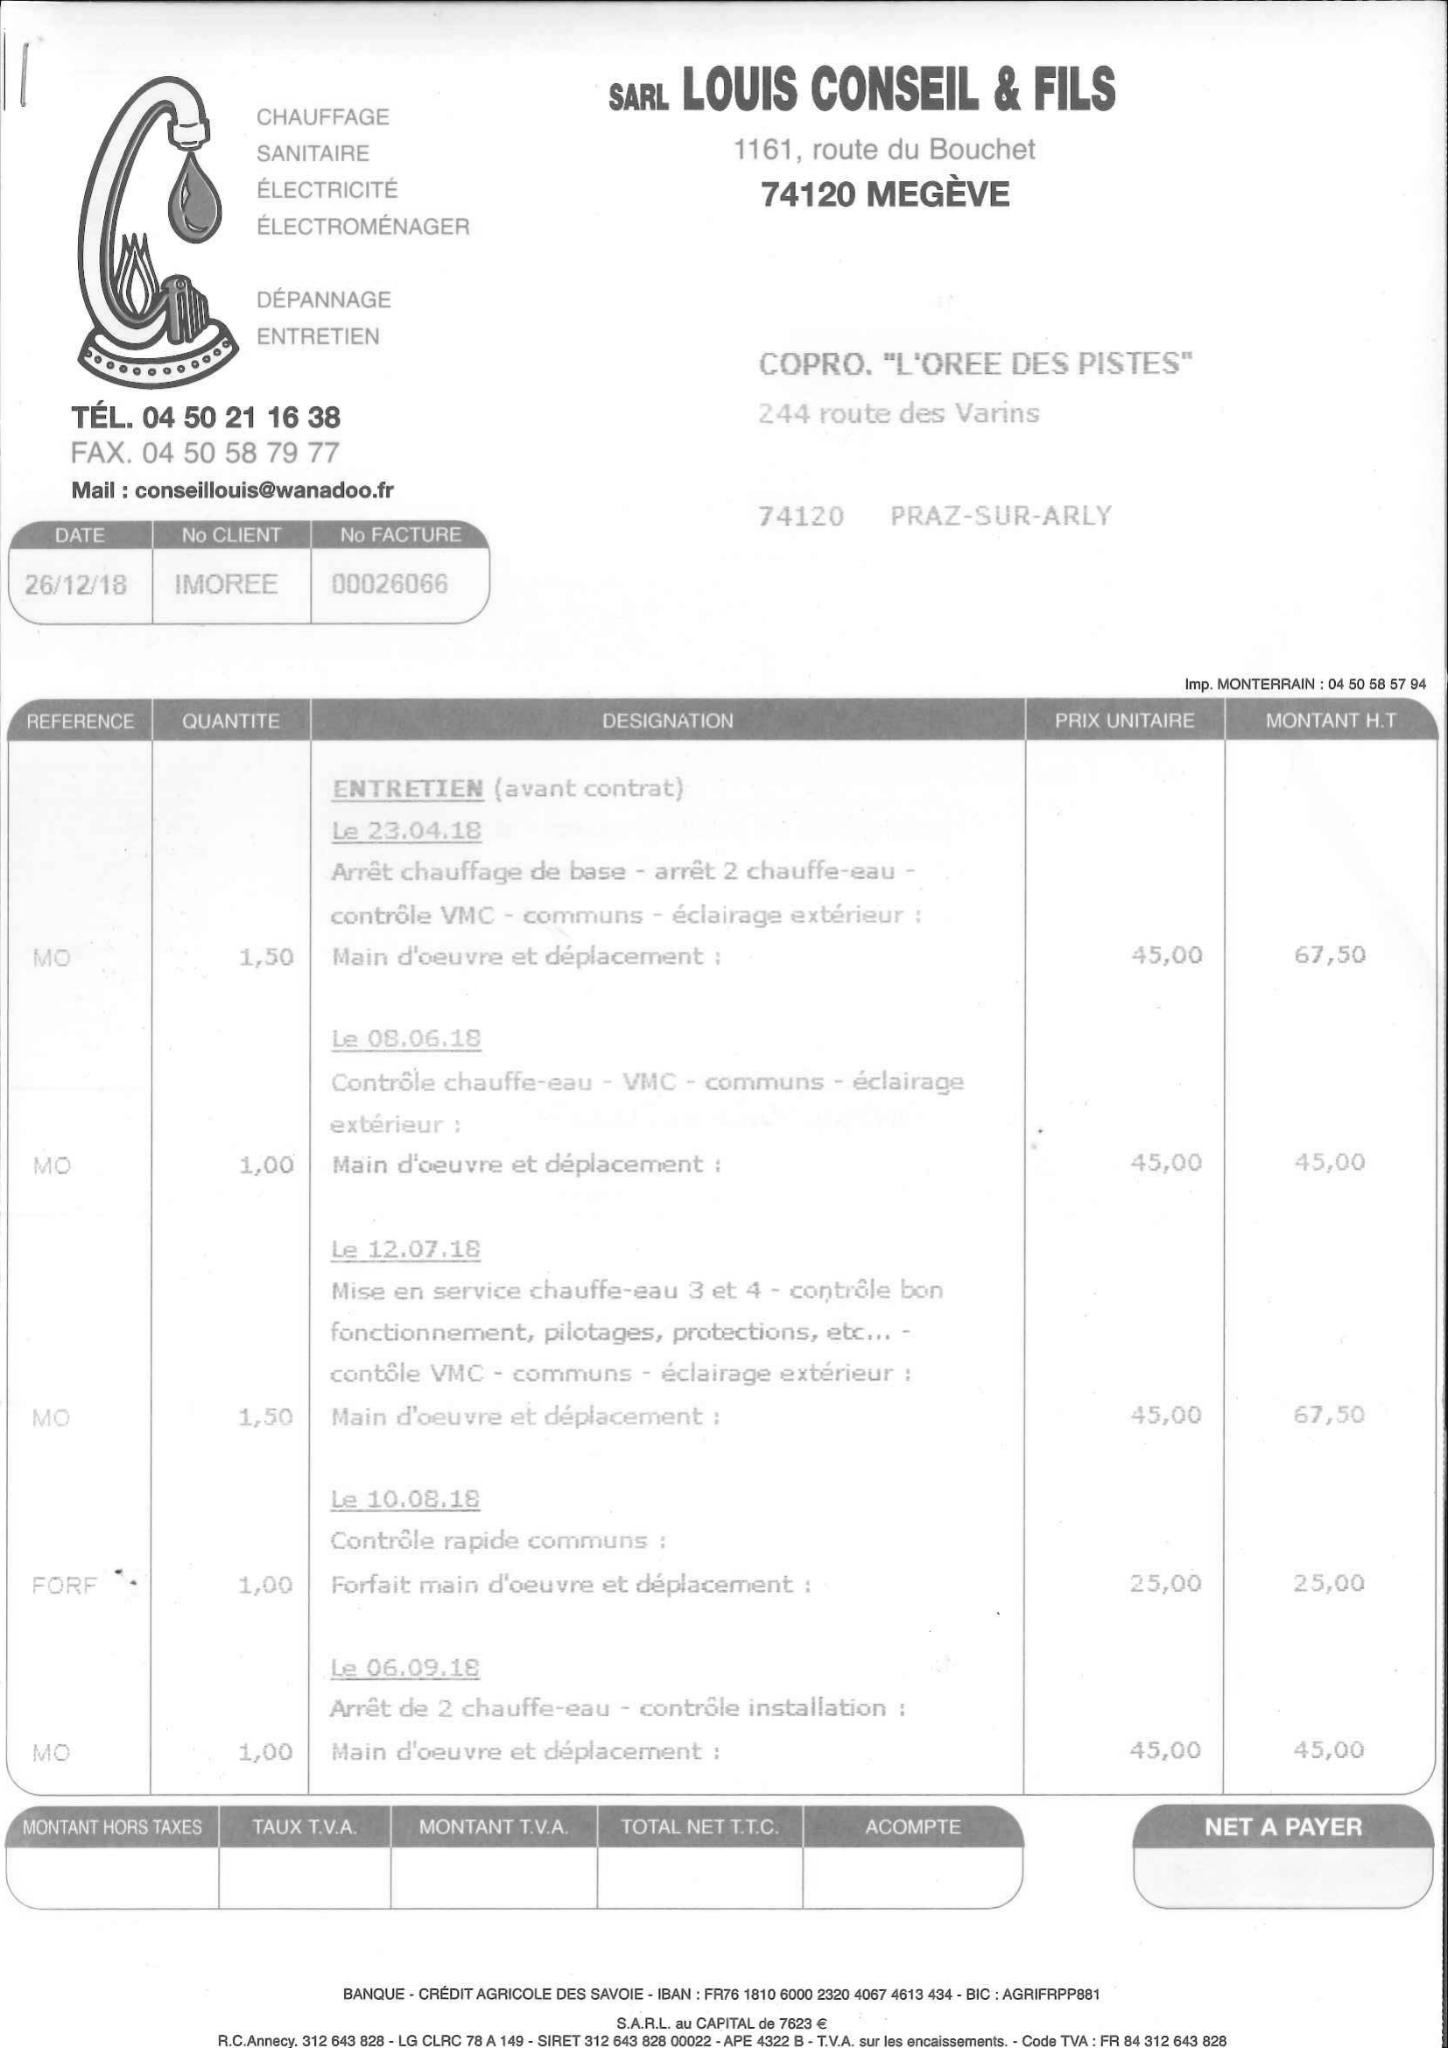 SARL LOUIS CONSEIL & FILS
1161, route du Bouchet
74120 MEGÈVE
CHAUFFAGE
SANITAIRE
ÉLECTRICITÉ
ÉLECTROMÉNAGER
DÉPANNAGE
ENTRETIEN
TÉL. 04 50 21 16 38
FAX. 04 50 58 79 77
Mail : conseillouis@wanadoo.fr
COPRO. "L'OREE DES PISTES"
244 route des Varins
74120 PRAZ-SUR-ARLY
DATE No CLIENT No FACTURE
26/12/18 IMOREE 00026066
Imp. MONTERRAIN : 04 50 58 57 94
REFERENCE QUANTITE DESIGNATION PRIX UNITAIRE MONTANT H.T
ENTRETIEN (avant contrat)
Le 23.04.18
Arrêt chauffage de base - arrêt 2 chauffe-eau -
contrôle VMC - communs - éclairage extérieur :
MO 1,50 Main d'oeuvre et déplacement : 45,00 67,50
Le 08.06.18
Contrôle chauffe-eau - VMC - communs - éclairage
extérieur :
MO 1,00 Main d'oeuvre et déplacement : 45,00 45,00
Le 12.07.18
Mise en service chauffe-eau 3 et 4 - contrôle bon
fonctionnement, pilotages, protections, etc... -
contôle VMC - communs - éclairage extérieur :
MO 1,50 Main d'oeuvre et déplacement : 45,00 67,50
Le 10.08.18
Contrôle rapide communs :
FORF 1,00 Forfait main d'oeuvre et déplacement : 25,00 25,00
Le 06.09.18
Arrêt de 2 chauffe-eau - contrôle installation :
MO 1,00 Main d'oeuvre et déplacement : 45,00 45,00
MONTANT HORS TAXES TAUX T.V.A. MONTANT T.V.A. TOTAL NET T.T.C. ACOMPTE NET A PAYER
BANQUE - CRÉDIT AGRICOLE DES SAVOIE - IBAN : FR76 1810 6000 2320 4067 4613 434 - BIC : AGRIFRPP881
S.A.R.L. au CAPITAL de 7623 €
R.C.Annecy. 312 643 828 - LG CLRC 78 A 149 - SIRET 312 643 828 00022 - APE 4322 B - T.V.A. sur les encaissements. - Code TVA : FR 84 312 643 828